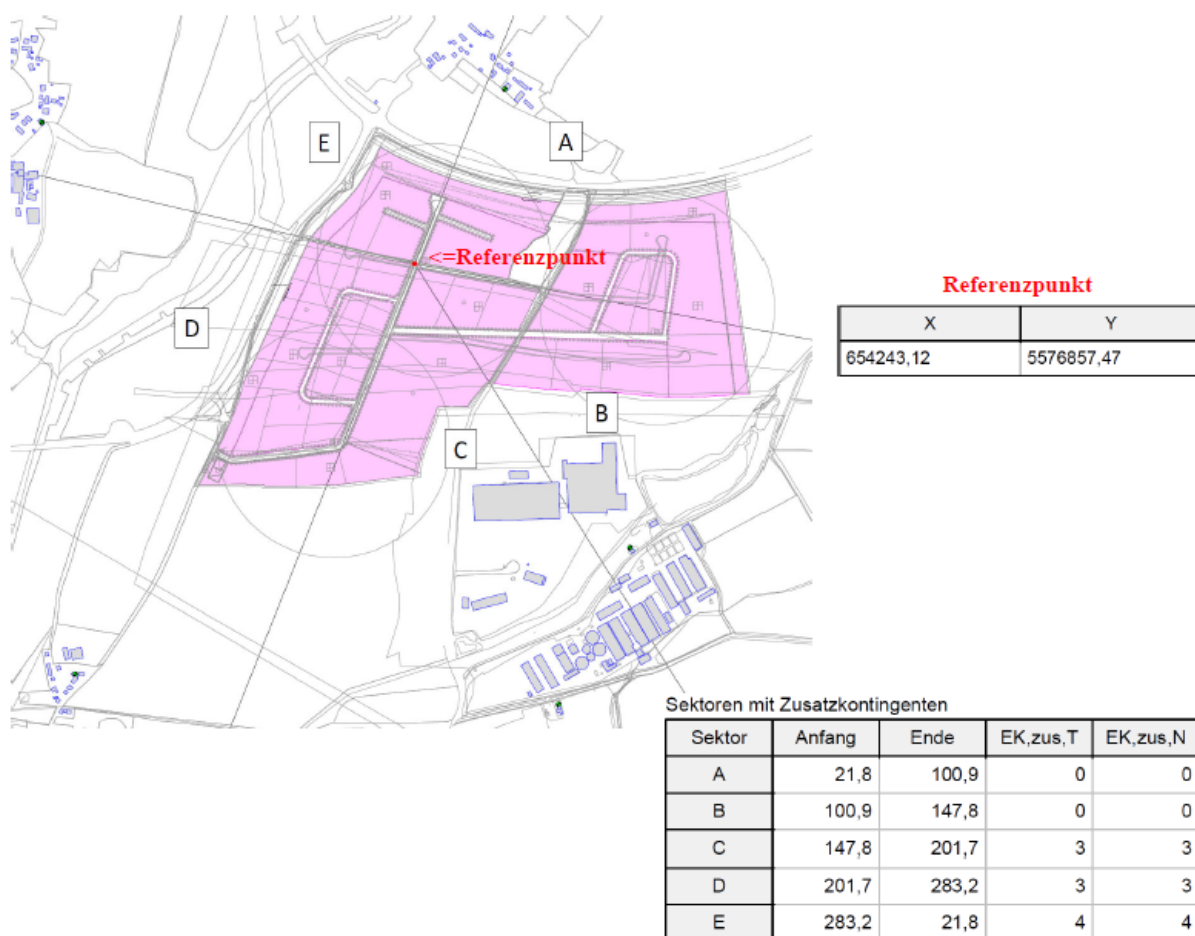 E
A
<=Referenzpunkt
D
B
C
Referenzpunkt
X Y
654243,12 5576857,47
Sektoren mit Zusatzkontingenten
Sektor Anfang Ende EK,zus,T EK,zus,N
A 21,8 100,9 0 0
B 100,9 147,8 0 0
C 147,8 201,7 3 3
D 201,7 283,2 3 3
E 283,2 21,8 4 4